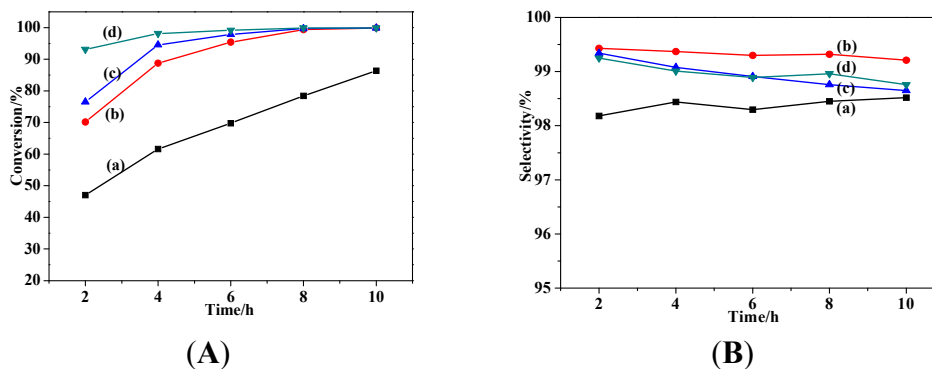 100
90
80
70
60
50
40
30
20
Conversion/%
(d)
(c)
(b)
(a)
2 4 6 8 10
Time/h
(A)
100
99
98
97
96
95
Selectivity/%
(b)
(d)
(c)
(a)
2 4 6 8 10
Time/h
(B)